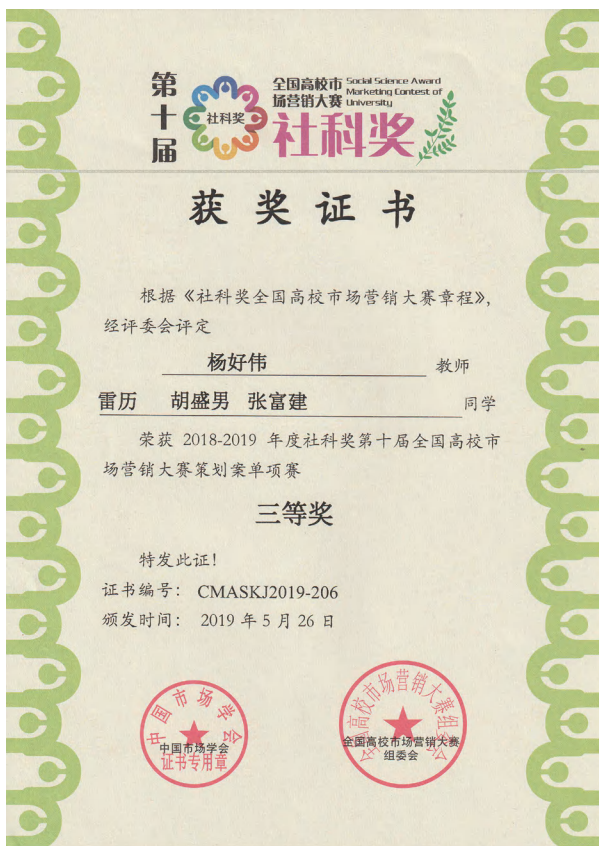 第十届
社科奖
全国高校市
场营销大赛
Social Science Award
Marketing Contest of
University
社科奖
获奖证书
根据《社科奖全国高校市场营销大赛章程》,
经评委会评定
杨好伟 教师
雷历 胡盛男 张富建 同学
荣获 2018-2019 年度社科奖第十届全国高校市
场营销大赛策划案单项赛
三等奖
特发此证!
证书编号: CMASKJ2019-206
颁发时间: 2019 年 5 月 26 日
中国市场学会
中国市场学会
证书专用章
全国高校市场营销大赛组委会
全国高校市场营销大赛
组委会